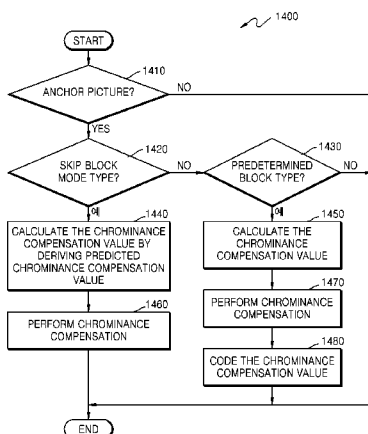 1400
START
1410
ANCHOR PICTURE?
NO
YES
1420
SKIP BLOCK
MODE TYPE?
NO
1430
PREDETERMINED
BLOCK TYPE?
NO
예
1440
CALCULATE THE CHROMINANCE
COMPENSATION VALUE BY
DERIVING PREDICTED
CHROMINANCE COMPENSATION
VALUE
예
1450
CALCULATE THE
CHROMINANCE
COMPENSATION VALUE
1460
PERFORM CHROMINANCE
COMPENSATION
1470
PERFORM CHROMINANCE
COMPENSATION
1480
CODE THE CHROMINANCE
COMPENSATION VALUE
END